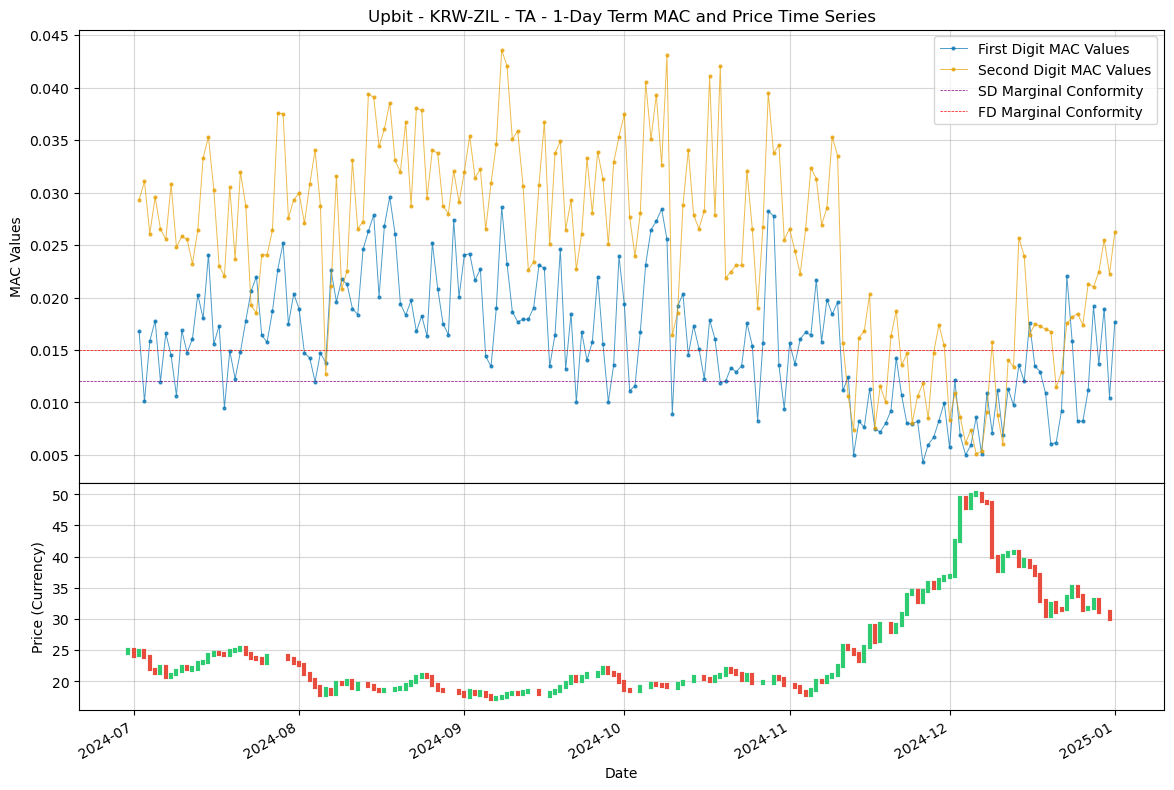 Upbit - KRW-ZIL - TA - 1-Day Term MAC and Price Time Series
First Digit MAC Values
Second Digit MAC Values
SD Marginal Conformity
FD Marginal Conformity
MAC Values
0.045
0.040
0.035
0.030
0.025
0.020
0.015
0.010
0.005
Price (Currency)
50
45
40
35
30
25
20
2024-07
2024-08
2024-09
2024-10
2024-11
2024-12
2025-01
Date